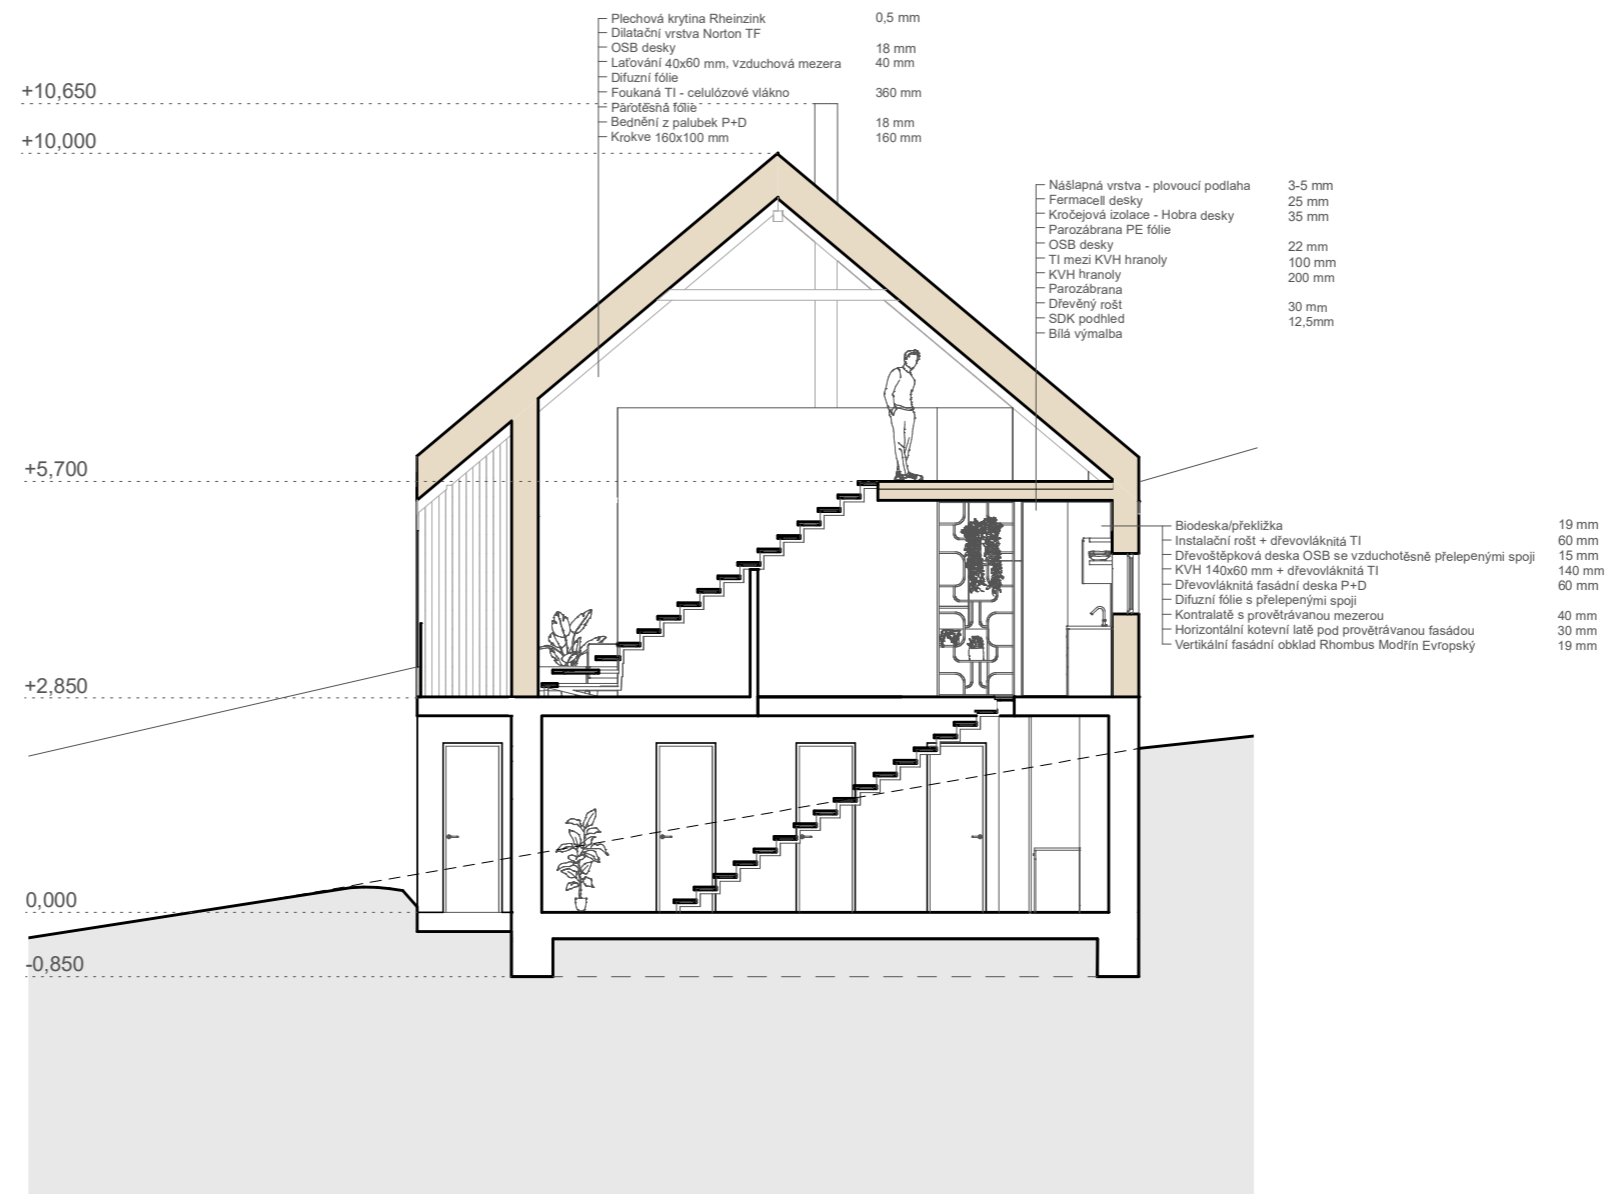 Plechová krytina Rheinzink 0,5 mm
Dilatační vrstva Norton TF
OSB desky 18 mm
Laťování 40x60 mm, vzduchová mezera 40 mm
Difuzní fólie
Foukaná TI - celulózové vlákno 360 mm
Parotěsná fólie
Bednění z palubek P+D 18 mm
Krokve 160x100 mm 160 mm
+10,650
+10,000
Nášlapná vrstva - plovoucí podlaha 3-5 mm
Fermacell desky 25 mm
Kročejová izolace - Hobra desky 35 mm
Parozábrana PE fólie
OSB desky 22 mm
TI mezi KVH hranoly 100 mm
KVH hranoly 200 mm
Parozábrana
Dřevěný rošt 30 mm
SDK podhled 12,5mm
Bílá výmalba
+5,700
Biodeska/překližka 19 mm
Instalační rošt + dřevovláknitá TI 60 mm
Dřevoštěpková deska OSB se vzduchotěsně přelepenými spoji 15 mm
KVH 140x60 mm + dřevovláknitá TI 140 mm
Dřevovláknitá fasádní deska P+D 60 mm
Difuzní fólie s přelepenými spoji
Kontralatě s provětrávanou mezerou 40 mm
Horizontální kotevní latě pod provětrávanou fasádou 30 mm
Vertikální fasádní obklad Rhombus Modřín Evropský 19 mm
+2,850
0,000
-0,850